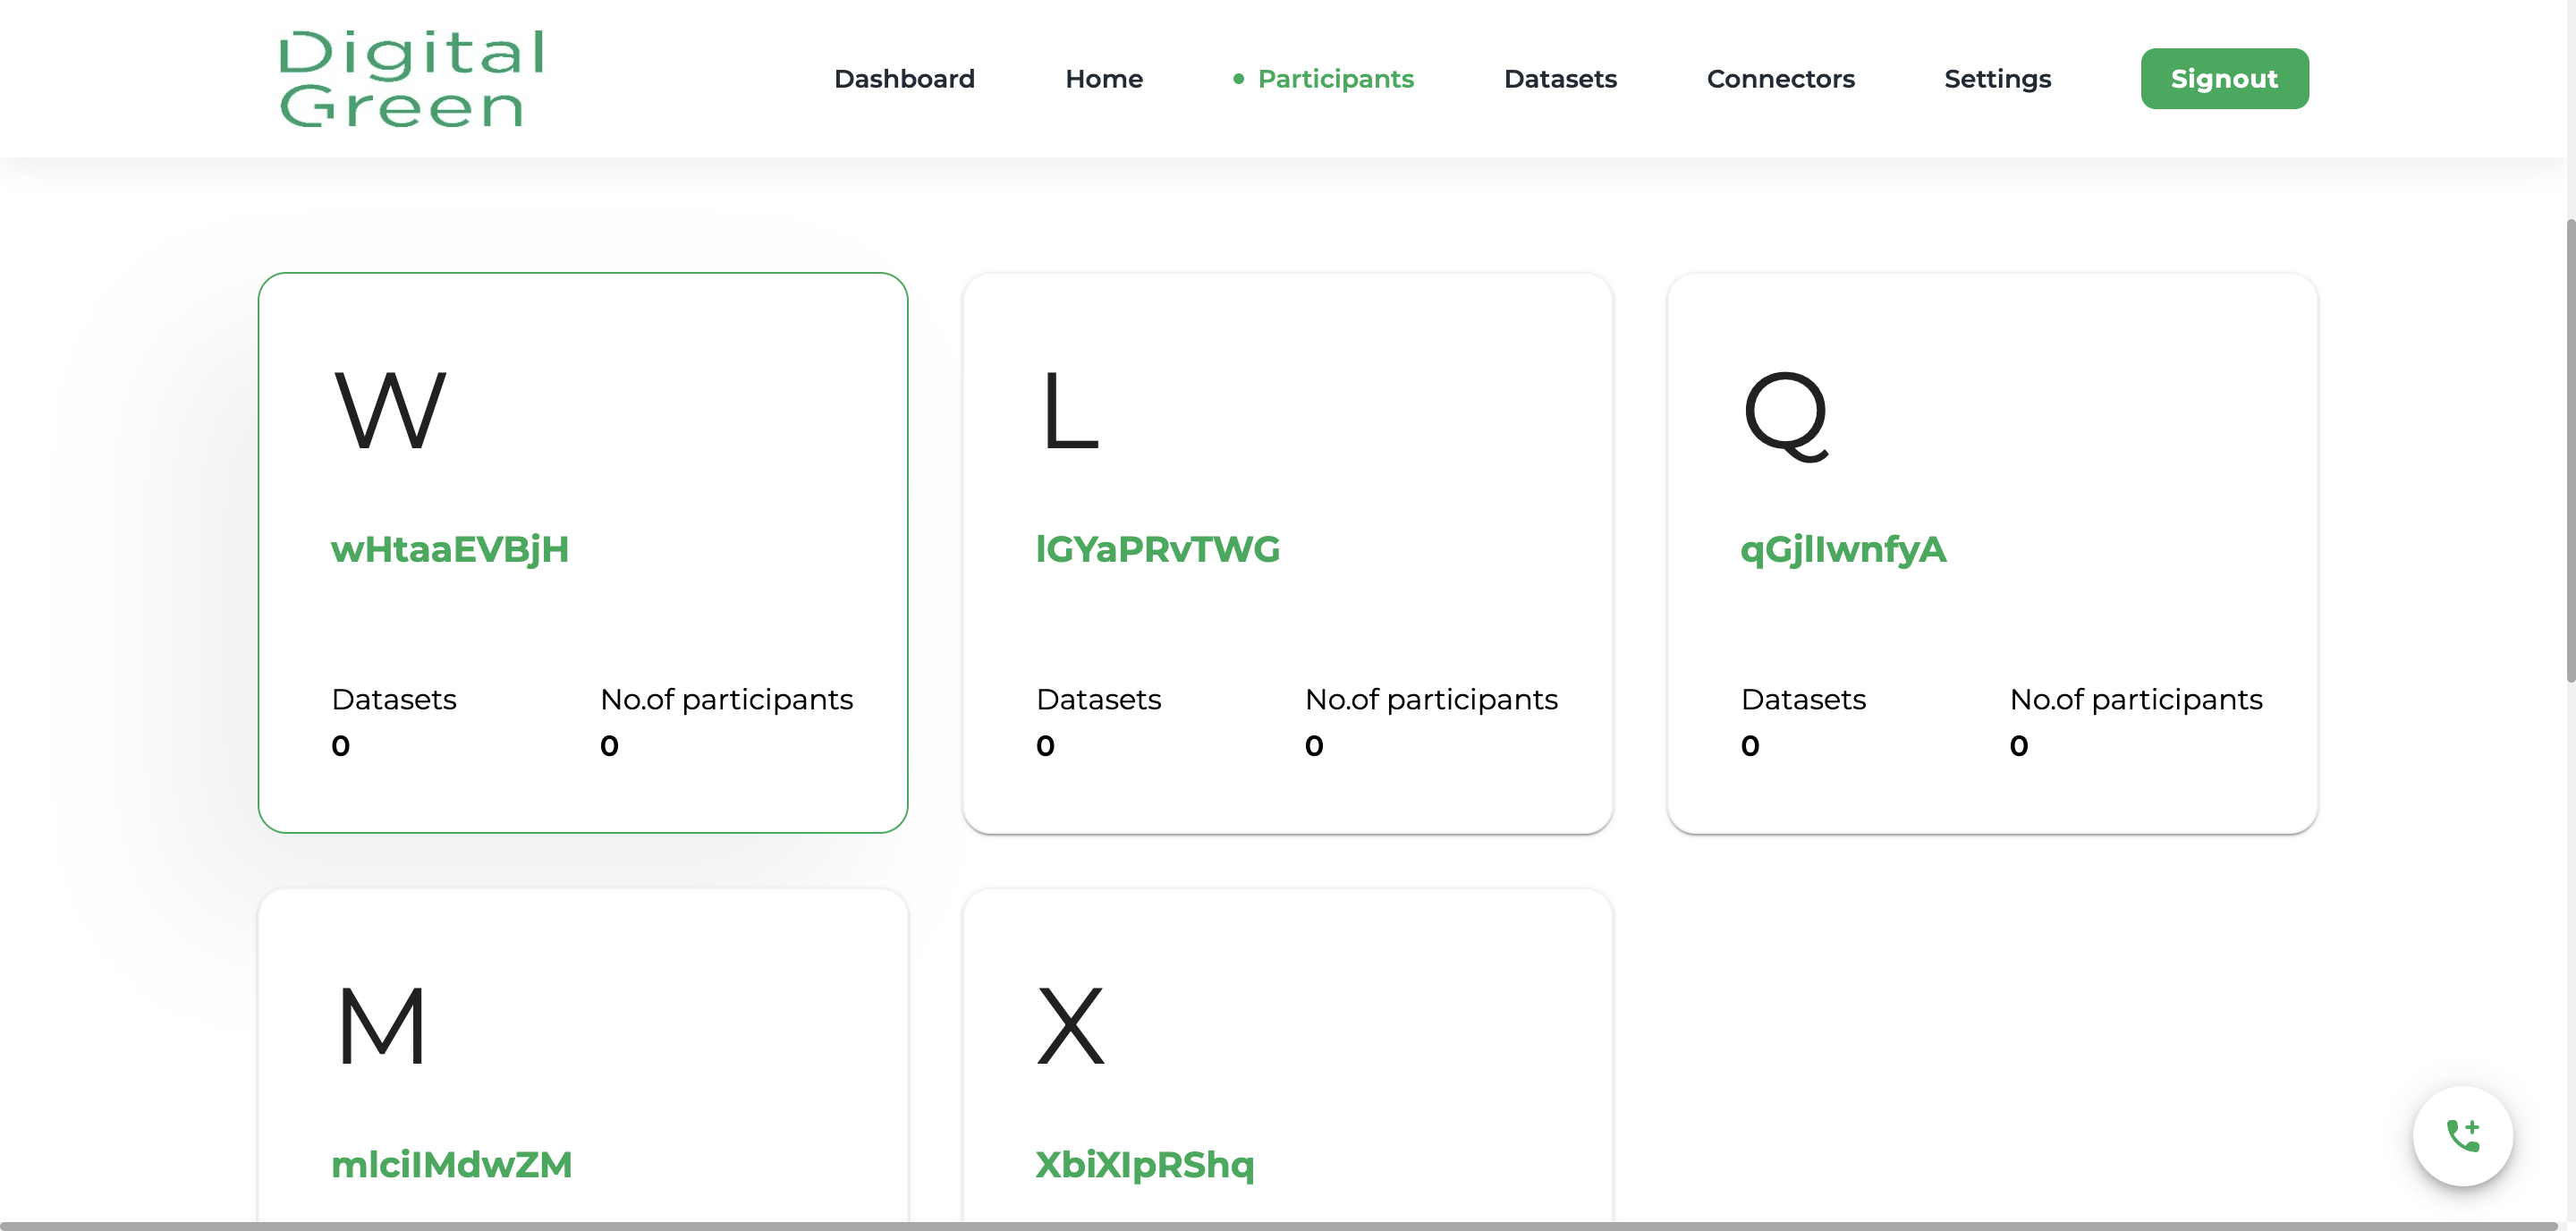 Digital
Green
Dashboard Home Participants Datasets Connectors Settings Signout
W L Q
wHtaaEVBjH lGYaPRvTWG qGjlIwnfyA
Datasets No.of participants Datasets No.of participants Datasets No.of participants
0 0 0 0 0 0
M X
mlciIMdwZM XbiXIpRShq